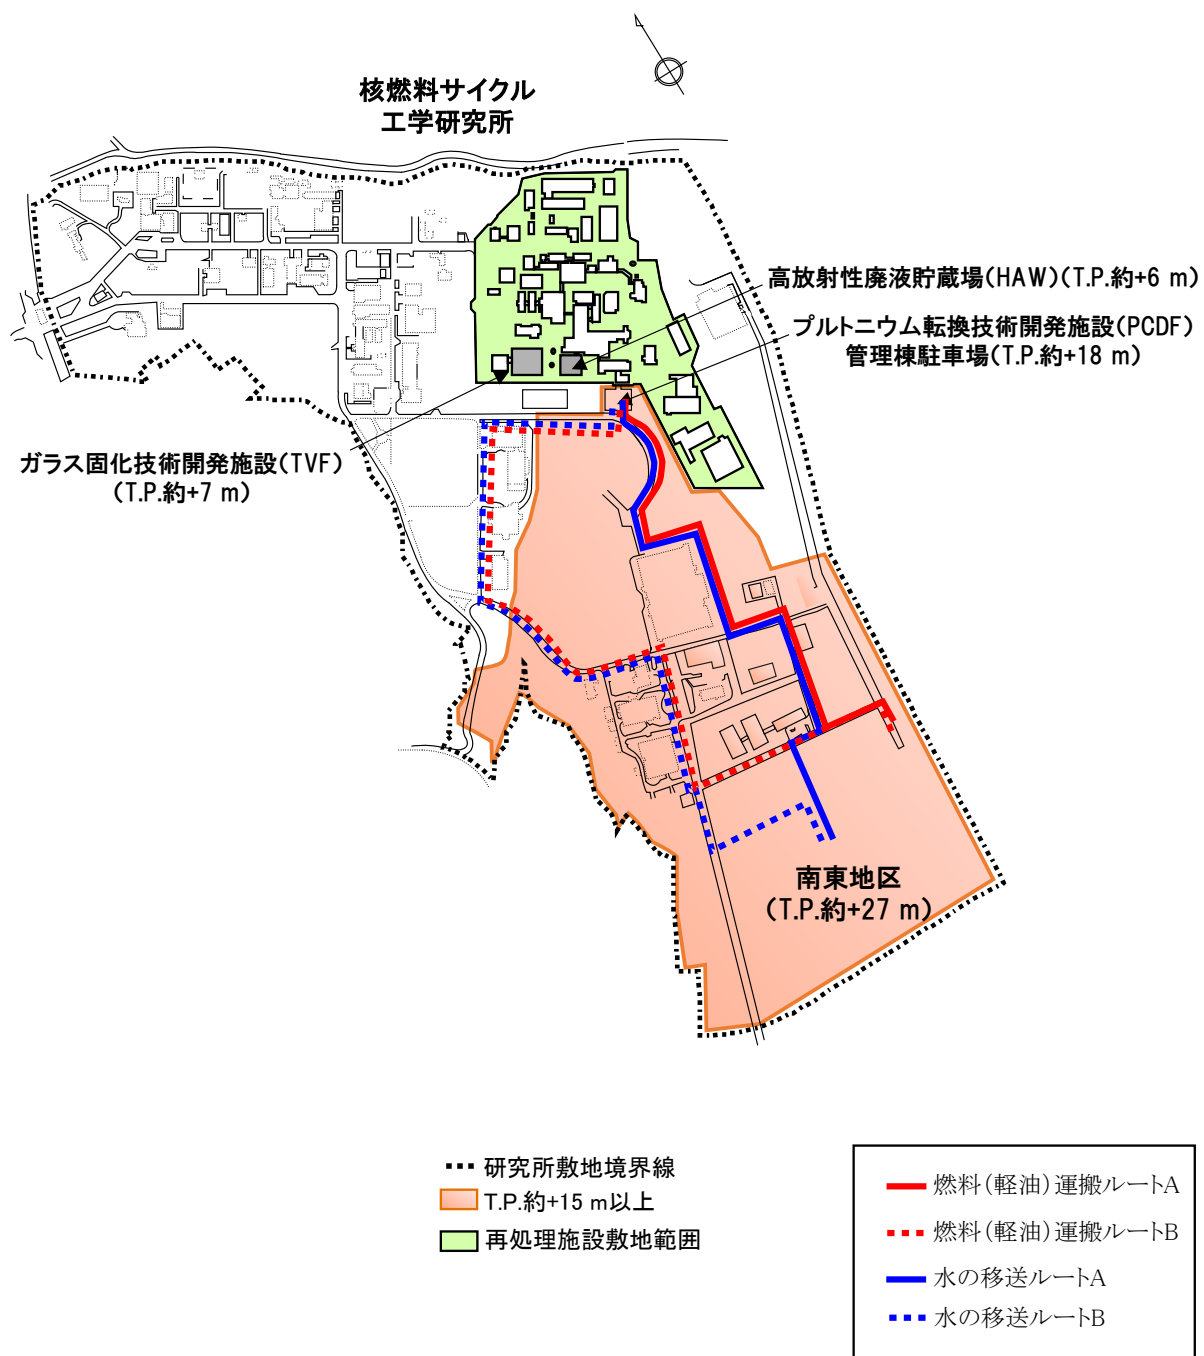 核燃料サイクル
工学研究所
高放射性廃液貯蔵場(HAW)(T.P.約+6 m)
プルトニウム転換技術開発施設(PCDF)
管理棟駐車場(T.P.約+18 m)
ガラス固化技術開発施設(TVF)
(T.P.約+7 m)
南東地区
(T.P.約+27 m)
研究所敷地境界線
T.P.約+15 m以上
再処理施設敷地範囲
燃料(軽油)運搬ルートA
燃料(軽油)運搬ルートB
水の移送ルートA
水の移送ルートB